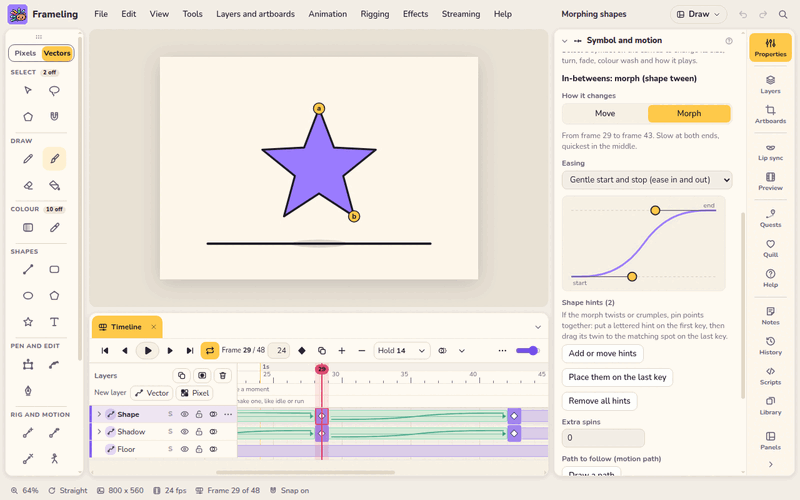 Frameling
File
Edit
View
Tools
Layers and artboards
Animation
Rigging
Effects
Streaming
Help
Morphing shapes
Draw
Pixels
Vectors
SELECT
2 off
DRAW
COLOUR
10 off
SHAPES
PEN AND EDIT
RIG AND MOTION
a
b
Timeline
Frame 29 / 48
24
Hold 14
Layers
New layer
Vector
Pixel
1s
25
29
30
35
40
45
a moment
make one, like idle or run
Shape
S
Shadow
S
Floor
S
Symbol and motion
turn, fade, colour wash and how it plays.
In-betweens: morph (shape tween)
How it changes
Move
Morph
From frame 29 to frame 43. Slow at both ends,
quickest in the middle.
Easing
Gentle start and stop (ease in and out)
end
start
Shape hints (2)
If the morph twists or crumples, pin points
together: put a lettered hint on the first key, then
drag its twin to the matching spot on the last key.
Add or move hints
Place them on the last key
Remove all hints
Extra spins
0
Path to follow (motion path)
Draw a path
Properties
Layers
Artboards
Lip sync
Preview
Quests
Quill
Help
Notes
History
Scripts
Library
Panels
64%
Straight
800 x 560
24 fps
Frame 29 of 48
Snap on